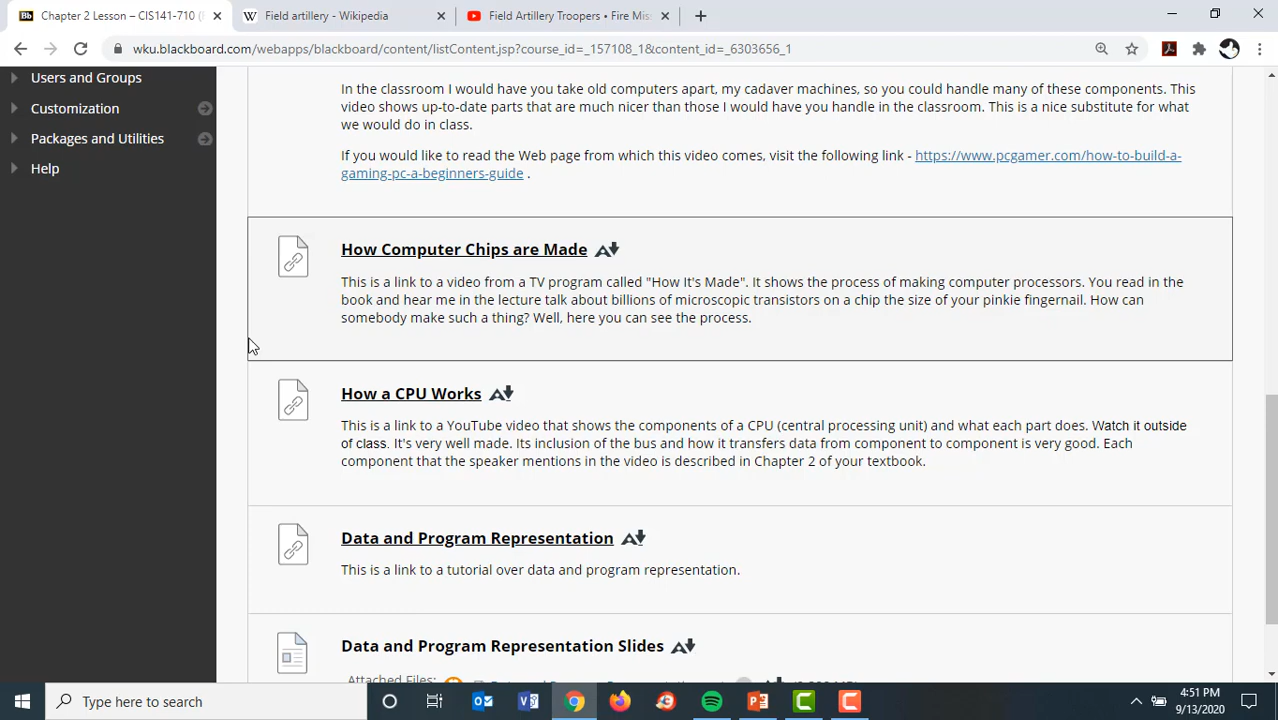 Chapter 2 Lesson – CIS141-710 (
Field artillery - Wikipedia
Field Artillery Troopers • Fire Mis
wku.blackboard.com/webapps/blackboard/content/listContent.jsp?course_id=_157108_1&content_id=_6303656_1
Users and Groups
Customization
Packages and Utilities
Help
In the classroom I would have you take old computers apart, my cadaver machines, so you could handle many of these components. This
video shows up-to-date parts that are much nicer than those I would have you handle in the classroom. This is a nice substitute for what
we would do in class.
If you would like to read the Web page from which this video comes, visit the following link - https://www.pcgamer.com/how-to-build-a-
gaming-pc-a-beginners-guide .
How Computer Chips are Made
This is a link to a video from a TV program called "How It's Made". It shows the process of making computer processors. You read in the
book and hear me in the lecture talk about billions of microscopic transistors on a chip the size of your pinkie fingernail. How can
somebody make such a thing? Well, here you can see the process.
How a CPU Works
This is a link to a YouTube video that shows the components of a CPU (central processing unit) and what each part does. Watch it outside
of class. It's very well made. Its inclusion of the bus and how it transfers data from component to component is very good. Each
component that the speaker mentions in the video is described in Chapter 2 of your textbook.
Data and Program Representation
This is a link to a tutorial over data and program representation.
Data and Program Representation Slides
Attached Files:
Type here to search
4:51 PM
9/13/2020